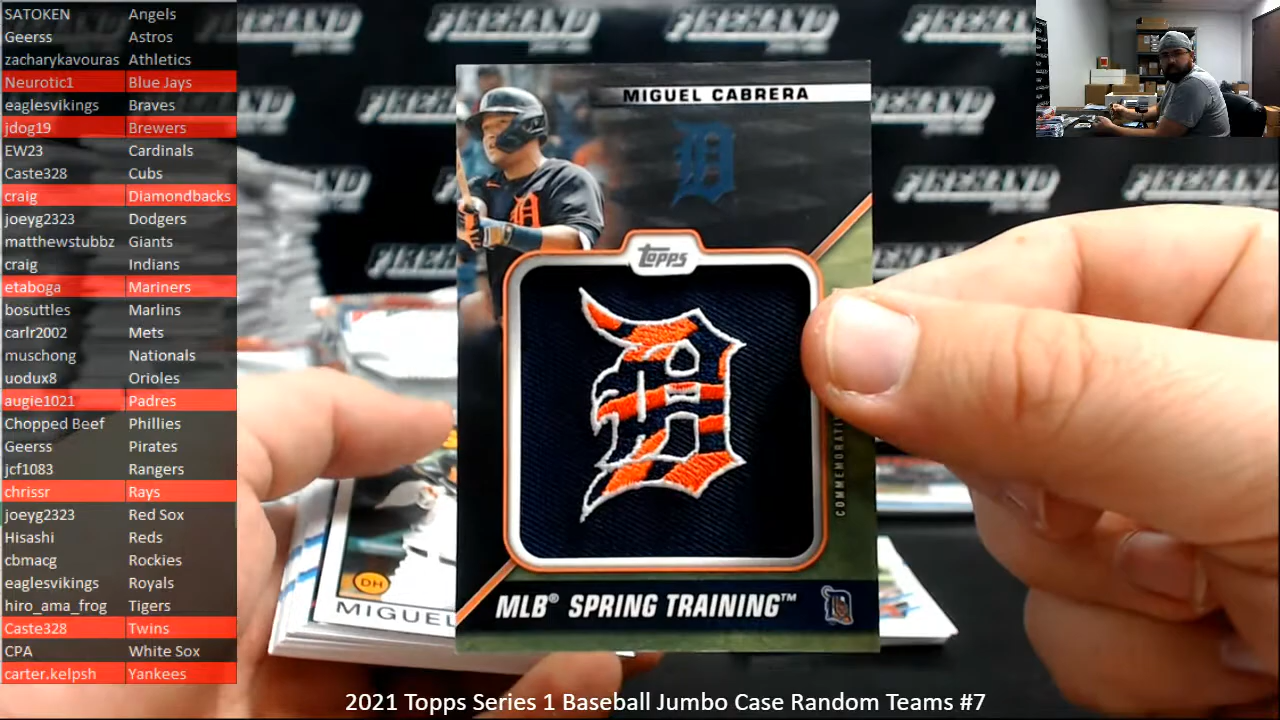 SATOKEN Angels
Geerss Astros
zacharykavouras Athletics
Neurotic1 Blue Jays
eaglesvikings Braves
jdog19 Brewers
EW23 Cardinals
Caste328 Cubs
craig Diamondbacks
joeyg2323 Dodgers
matthewstubbz Giants
craig Indians
etaboga Mariners
bosuttles Marlins
carlr2002 Mets
muschong Nationals
uodux8 Orioles
augie1021 Padres
Chopped Beef Phillies
Geerss Pirates
jcf1083 Rangers
chrissr Rays
joeyg2323 Red Sox
Hisashi Reds
cbmacg Rockies
eaglesvikings Royals
hiro_ama_frog Tigers
Caste328 Twins
CPA White Sox
carter.kelpsh Yankees
FIREHAND
MIGUEL CABRERA
D
Topps
D
COMMEMORATI
MLB® SPRING TRAINING™
D
DH
MIGUEL
2021 Topps Series 1 Baseball Jumbo Case Random Teams #7